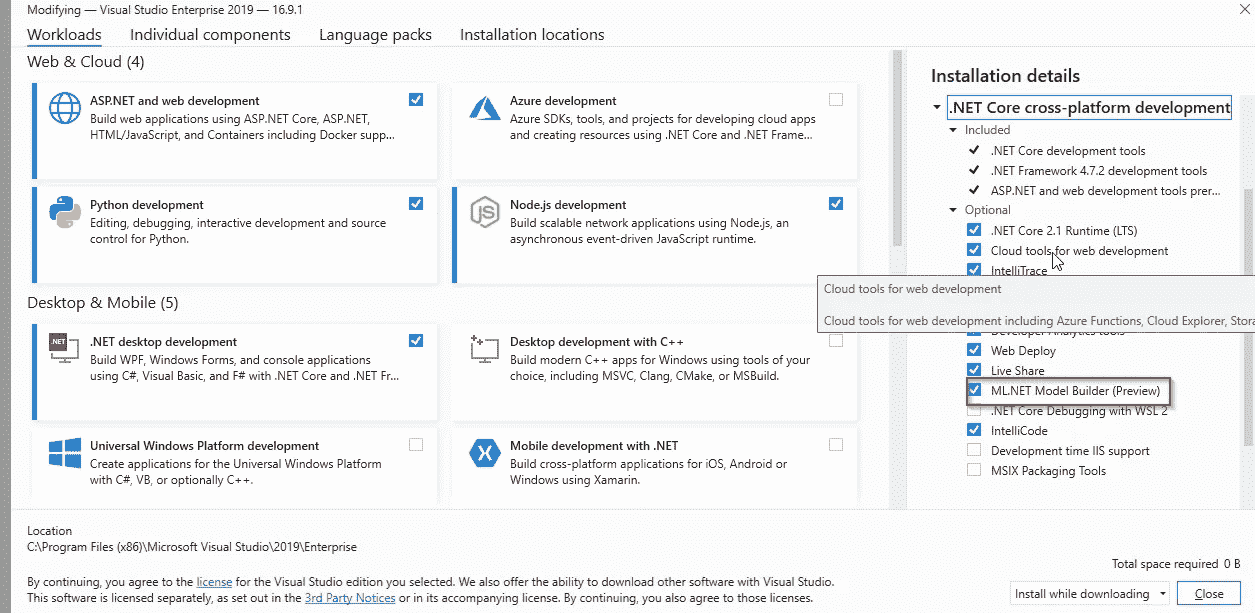 Modifying — Visual Studio Enterprise 2019 — 16.9.1
Workloads
Individual components
Language packs
Installation locations
Web & Cloud (4)
ASP.NET and web development
Build web applications using ASP.NET Core, ASP.NET,
HTML/JavaScript, and Containers including Docker supp...
Azure development
Azure SDKs, tools, and projects for developing cloud apps
and creating resources using .NET Core and .NET Frame...
Python development
Editing, debugging, interactive development and source
control for Python.
JS
Node.js development
Build scalable network applications using Node.js, an
asynchronous event-driven JavaScript runtime.
Desktop & Mobile (5)
.NET
.NET desktop development
Build WPF, Windows Forms, and console applications
using C#, Visual Basic, and F# with .NET Core and .NET Fr...
Desktop development with C++
Build modern C++ apps for Windows using tools of your
choice, including MSVC, Clang, CMake, or MSBuild.
Universal Windows Platform development
Create applications for the Universal Windows Platform
with C#, VB, or optionally C++.
Mobile development with .NET
Build cross-platform applications for iOS, Android or
Windows using Xamarin.
Installation details
.NET Core cross-platform development
Included
.NET Core development tools
.NET Framework 4.7.2 development tools
ASP.NET and web development tools prer...
Optional
.NET Core 2.1 Runtime (LTS)
Cloud tools for web development
IntelliTrace
Cloud tools for web development
Cloud tools for web development including Azure Functions, Cloud Explorer, Stora
Developer Analytics tools
Web Deploy
Live Share
ML.NET Model Builder (Preview)
.NET Core Debugging with WSL 2
IntelliCode
Development time IIS support
MSIX Packaging Tools
Location
C:\Program Files (x86)\Microsoft Visual Studio\2019\Enterprise
By continuing, you agree to the license for the Visual Studio edition you selected. We also offer the ability to download other software with Visual Studio.
This software is licensed separately, as set out in the 3rd Party Notices or in its accompanying license. By continuing, you also agree to those licenses.
Total space required 0 B
Install while downloading
Close